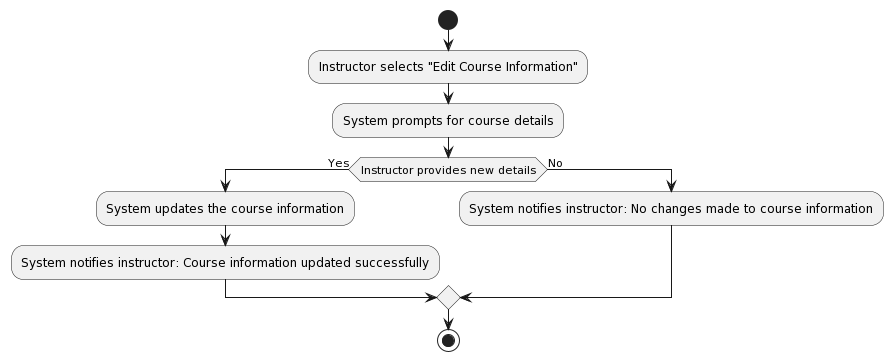 Instructor selects "Edit Course Information"
System prompts for course details
Yes
Instructor provides new details
No
System updates the course information
System notifies instructor: No changes made to course information
System notifies instructor: Course information updated successfully